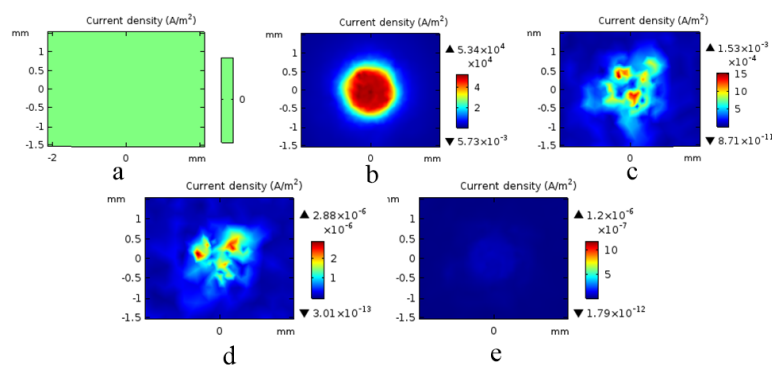 Current density (A/m²)
mm
1
0.5
0
-0.5
-1
-1.5
-2 0 mm
0
a
Current density (A/m²)
mm
1
0.5
0
-0.5
-1
-1.5
0 mm
▲ 5.34×10⁴
×10⁴
4
2
▼ 5.73×10⁻³
b
Current density (A/m²)
mm
1
0.5
0
-0.5
-1
-1.5
0 mm
▲ 1.53×10⁻³
×10⁻⁴
15
10
5
▼ 8.71×10⁻¹¹
c
Current density (A/m²)
mm
1
0.5
0
-0.5
-1
-1.5
0 mm
▲ 2.88×10⁻⁶
×10⁻⁶
2
1
▼ 3.01×10⁻¹³
d
Current density (A/m²)
1
0.5
0
-0.5
-1
-1.5
0 mm
▲ 1.2×10⁻⁶
×10⁻⁷
10
5
▼ 1.79×10⁻¹²
e